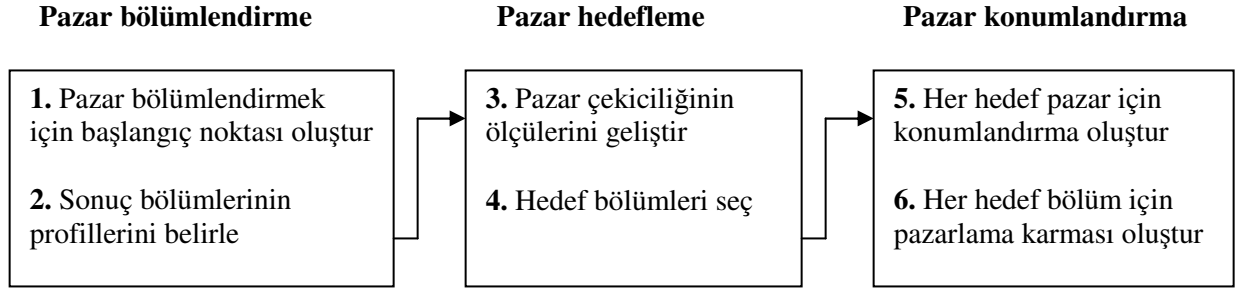 Pazar bölümlendirme
Pazar hedefleme
Pazar konumlandırma
1. Pazar bölümlendirmek
için başlangıç noktası oluştur
2. Sonuç bölümlerinin
profillerini belirle
3. Pazar çekiciliğinin
ölçülerini geliştir
4. Hedef bölümleri seç
5. Her hedef pazar için
konumlandırma oluştur
6. Her hedef bölüm için
pazarlama karması oluştur